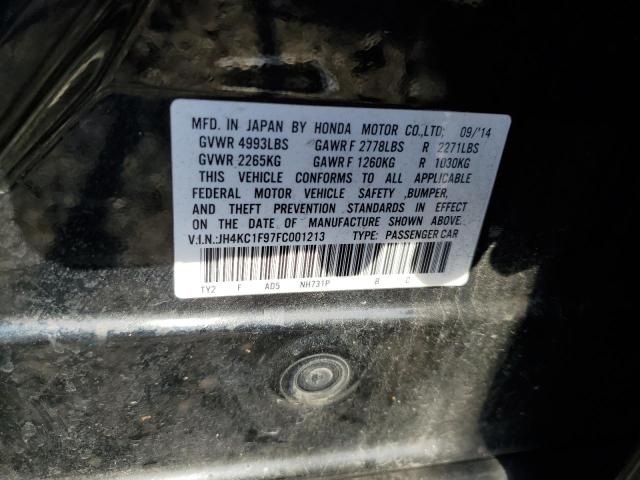 MFD. IN JAPAN BY HONDA MOTOR CO.,LTD; 09/'14
GVWR 4993LBS GAWR F 2778LBS R 2271LBS
GVWR 2265KG GAWR F 1260KG R 1030KG
THIS VEHICLE CONFORMS TO ALL APPLICABLE
FEDERAL MOTOR VEHICLE SAFETY ,BUMPER,
AND THEFT PREVENTION STANDARDS IN EFFECT
ON THE DATE OF MANUFACTURE SHOWN ABOVE.
V.I.N.:JH4KC1F97FC001213 TYPE: PASSENGER CAR
TY2 F AD5 NH731P B C